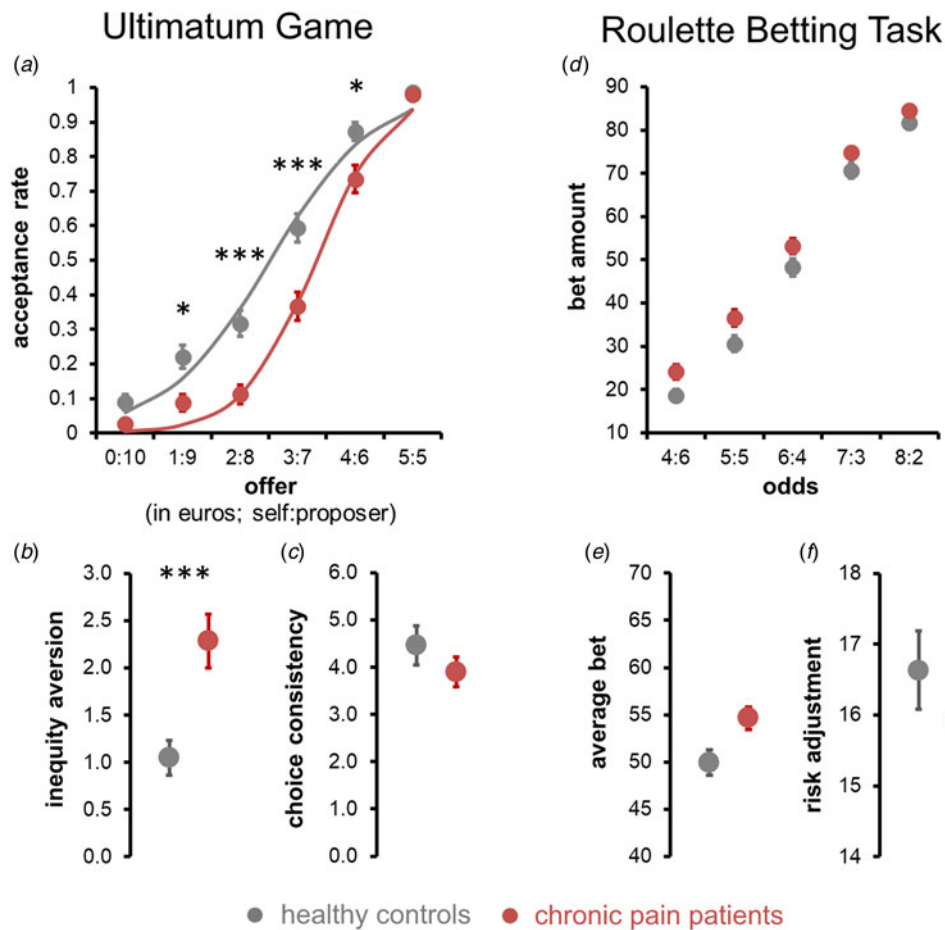 Ultimatum Game
Roulette Betting Task
(a)
1
0.9
0.8
0.7
0.6
0.5
0.4
0.3
0.2
0.1
0
acceptance rate
*
***
***
*
0:10 1:9 2:8 3:7 4:6 5:5
offer
(in euros; self:proposer)
(d)
90
80
70
60
50
40
30
20
10
bet amount
4:6 5:5 6:4 7:3 8:2
odds
(b)
3.0
2.5
2.0
1.5
1.0
0.5
0.0
inequity aversion
***
(c)
6.0
5.0
4.0
3.0
2.0
1.0
0.0
choice consistency
(e)
70
65
60
55
50
45
40
average bet
(f)
18
17
16
15
14
risk adjustment
healthy controls
chronic pain patients